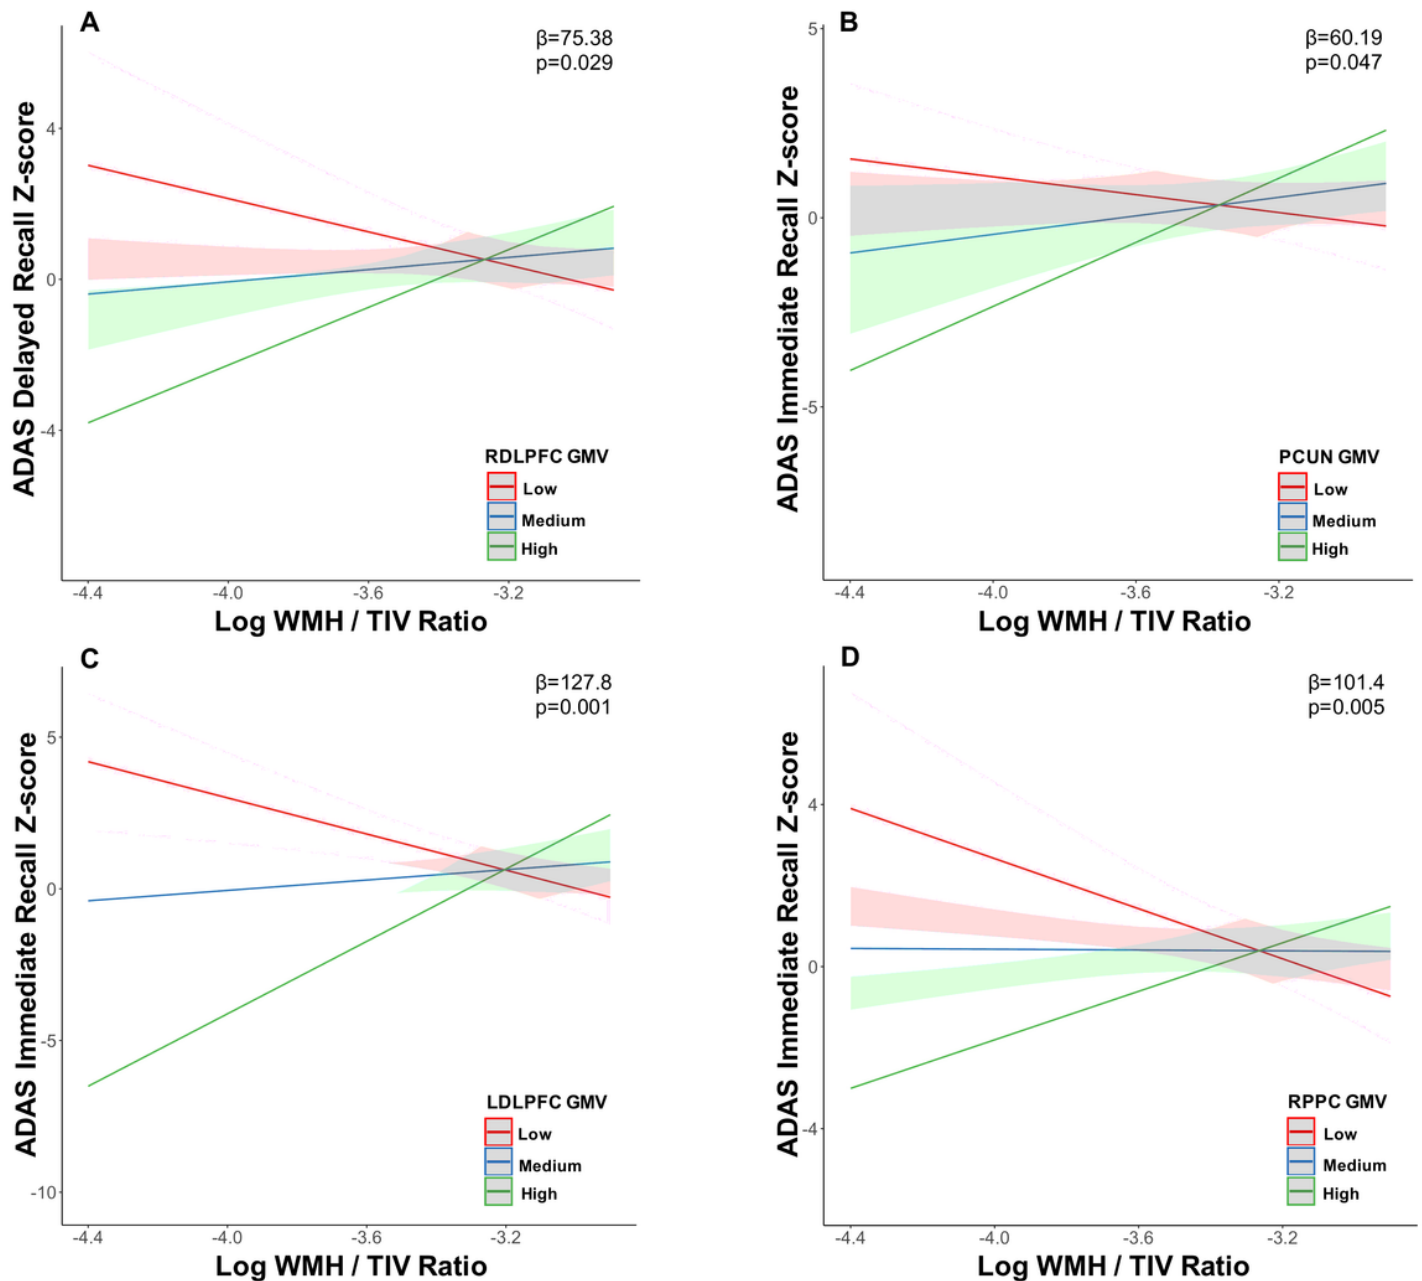 A
β=75.38
p=0.029
ADAS Delayed Recall Z-score
4
0
-4
RDLPFC GMV
Low
Medium
High
-4.4 -4.0 -3.6 -3.2
Log WMH / TIV Ratio
B
β=60.19
p=0.047
ADAS Immediate Recall Z-score
5
0
-5
PCUN GMV
Low
Medium
High
-4.4 -4.0 -3.6 -3.2
Log WMH / TIV Ratio
C
β=127.8
p=0.001
ADAS Immediate Recall Z-score
5
0
-5
-10
LDLPFC GMV
Low
Medium
High
-4.4 -4.0 -3.6 -3.2
Log WMH / TIV Ratio
D
β=101.4
p=0.005
ADAS Immediate Recall Z-score
4
0
-4
RPPC GMV
Low
Medium
High
-4.4 -4.0 -3.6 -3.2
Log WMH / TIV Ratio